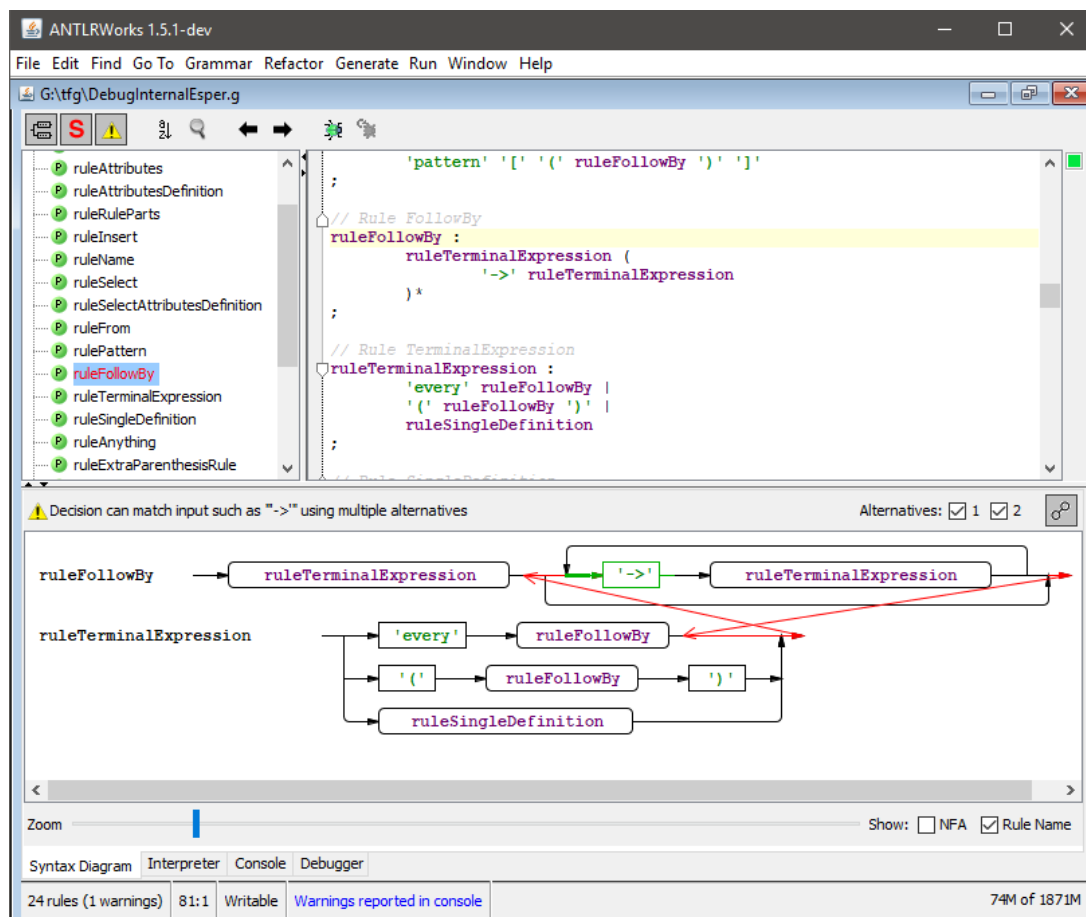 ANTLRWorks 1.5.1-dev
File Edit Find Go To Grammar Refactor Generate Run Window Help
G:\tfg\DebugInternalEsper.g
ruleAttributes
ruleAttributesDefinition
ruleRuleParts
ruleInsert
ruleName
ruleSelect
ruleSelectAttributesDefinition
ruleFrom
rulePattern
ruleFollowBy
ruleTerminalExpression
ruleSingleDefinition
ruleAnything
ruleExtraParenthesisRule
'pattern' '[' '(' ruleFollowBy ')' ']'
;
// Rule FollowBy
ruleFollowBy :
ruleTerminalExpression (
'->' ruleTerminalExpression
)*
;
// Rule TerminalExpression
ruleTerminalExpression :
'every' ruleFollowBy |
'(' ruleFollowBy ')' |
ruleSingleDefinition
;
// Rule SingleDefinition
Decision can match input such as "'->'" using multiple alternatives
Alternatives: 1 2
ruleFollowBy ruleTerminalExpression '->' ruleTerminalExpression
ruleTerminalExpression 'every' ruleFollowBy
'(' ruleFollowBy ')'
ruleSingleDefinition
Zoom Show: NFA Rule Name
Syntax Diagram Interpreter Console Debugger
24 rules (1 warnings) 81:1 Writable Warnings reported in console 74M of 1871M